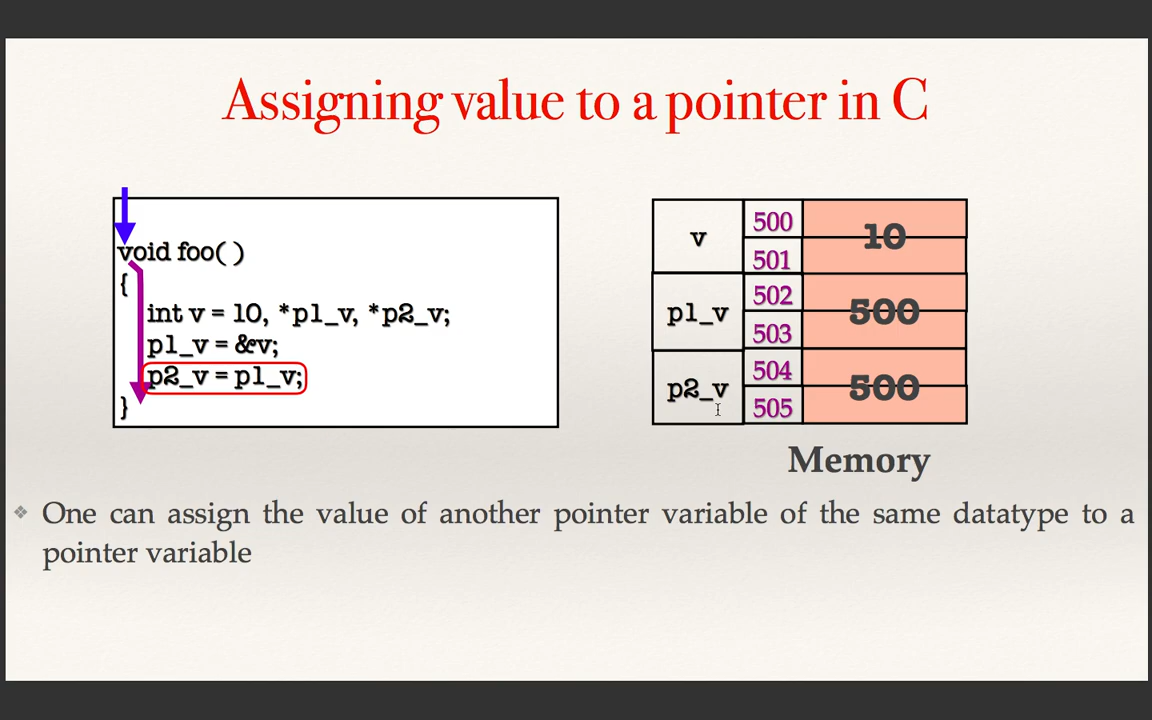 Assigning value to a pointer in C
void foo( )
{
int v = 10, *p1_v, *p2_v;
p1_v = &v;
p2_v = p1_v;
}
v 500 10
501
p1_v 502 500
503
p2_v 504 500
505
Memory
❖ One can assign the value of another pointer variable of the same datatype to a
pointer variable